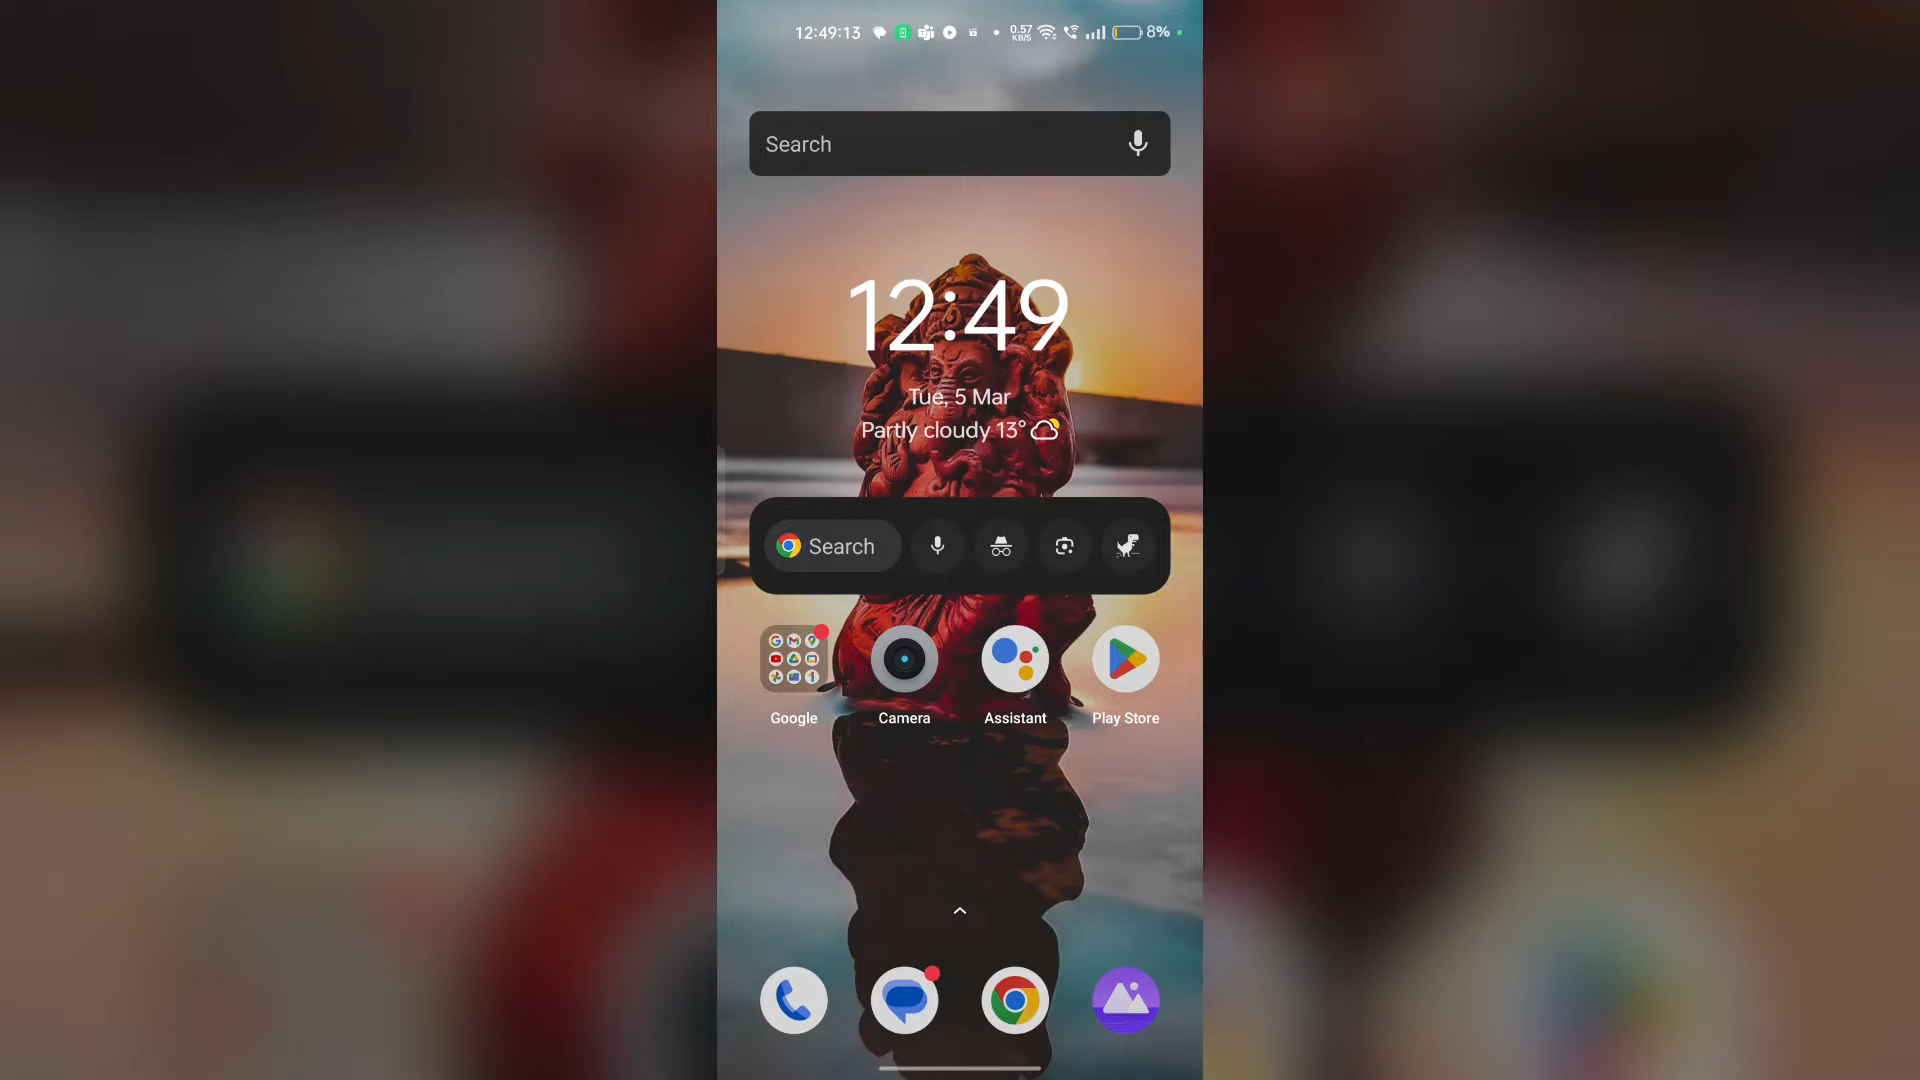 12:49:13
0.57
KB/S
8%
Search
12:49
Tue, 5 Mar
Partly cloudy 13°
Search
Google
Camera
Assistant
Play Store